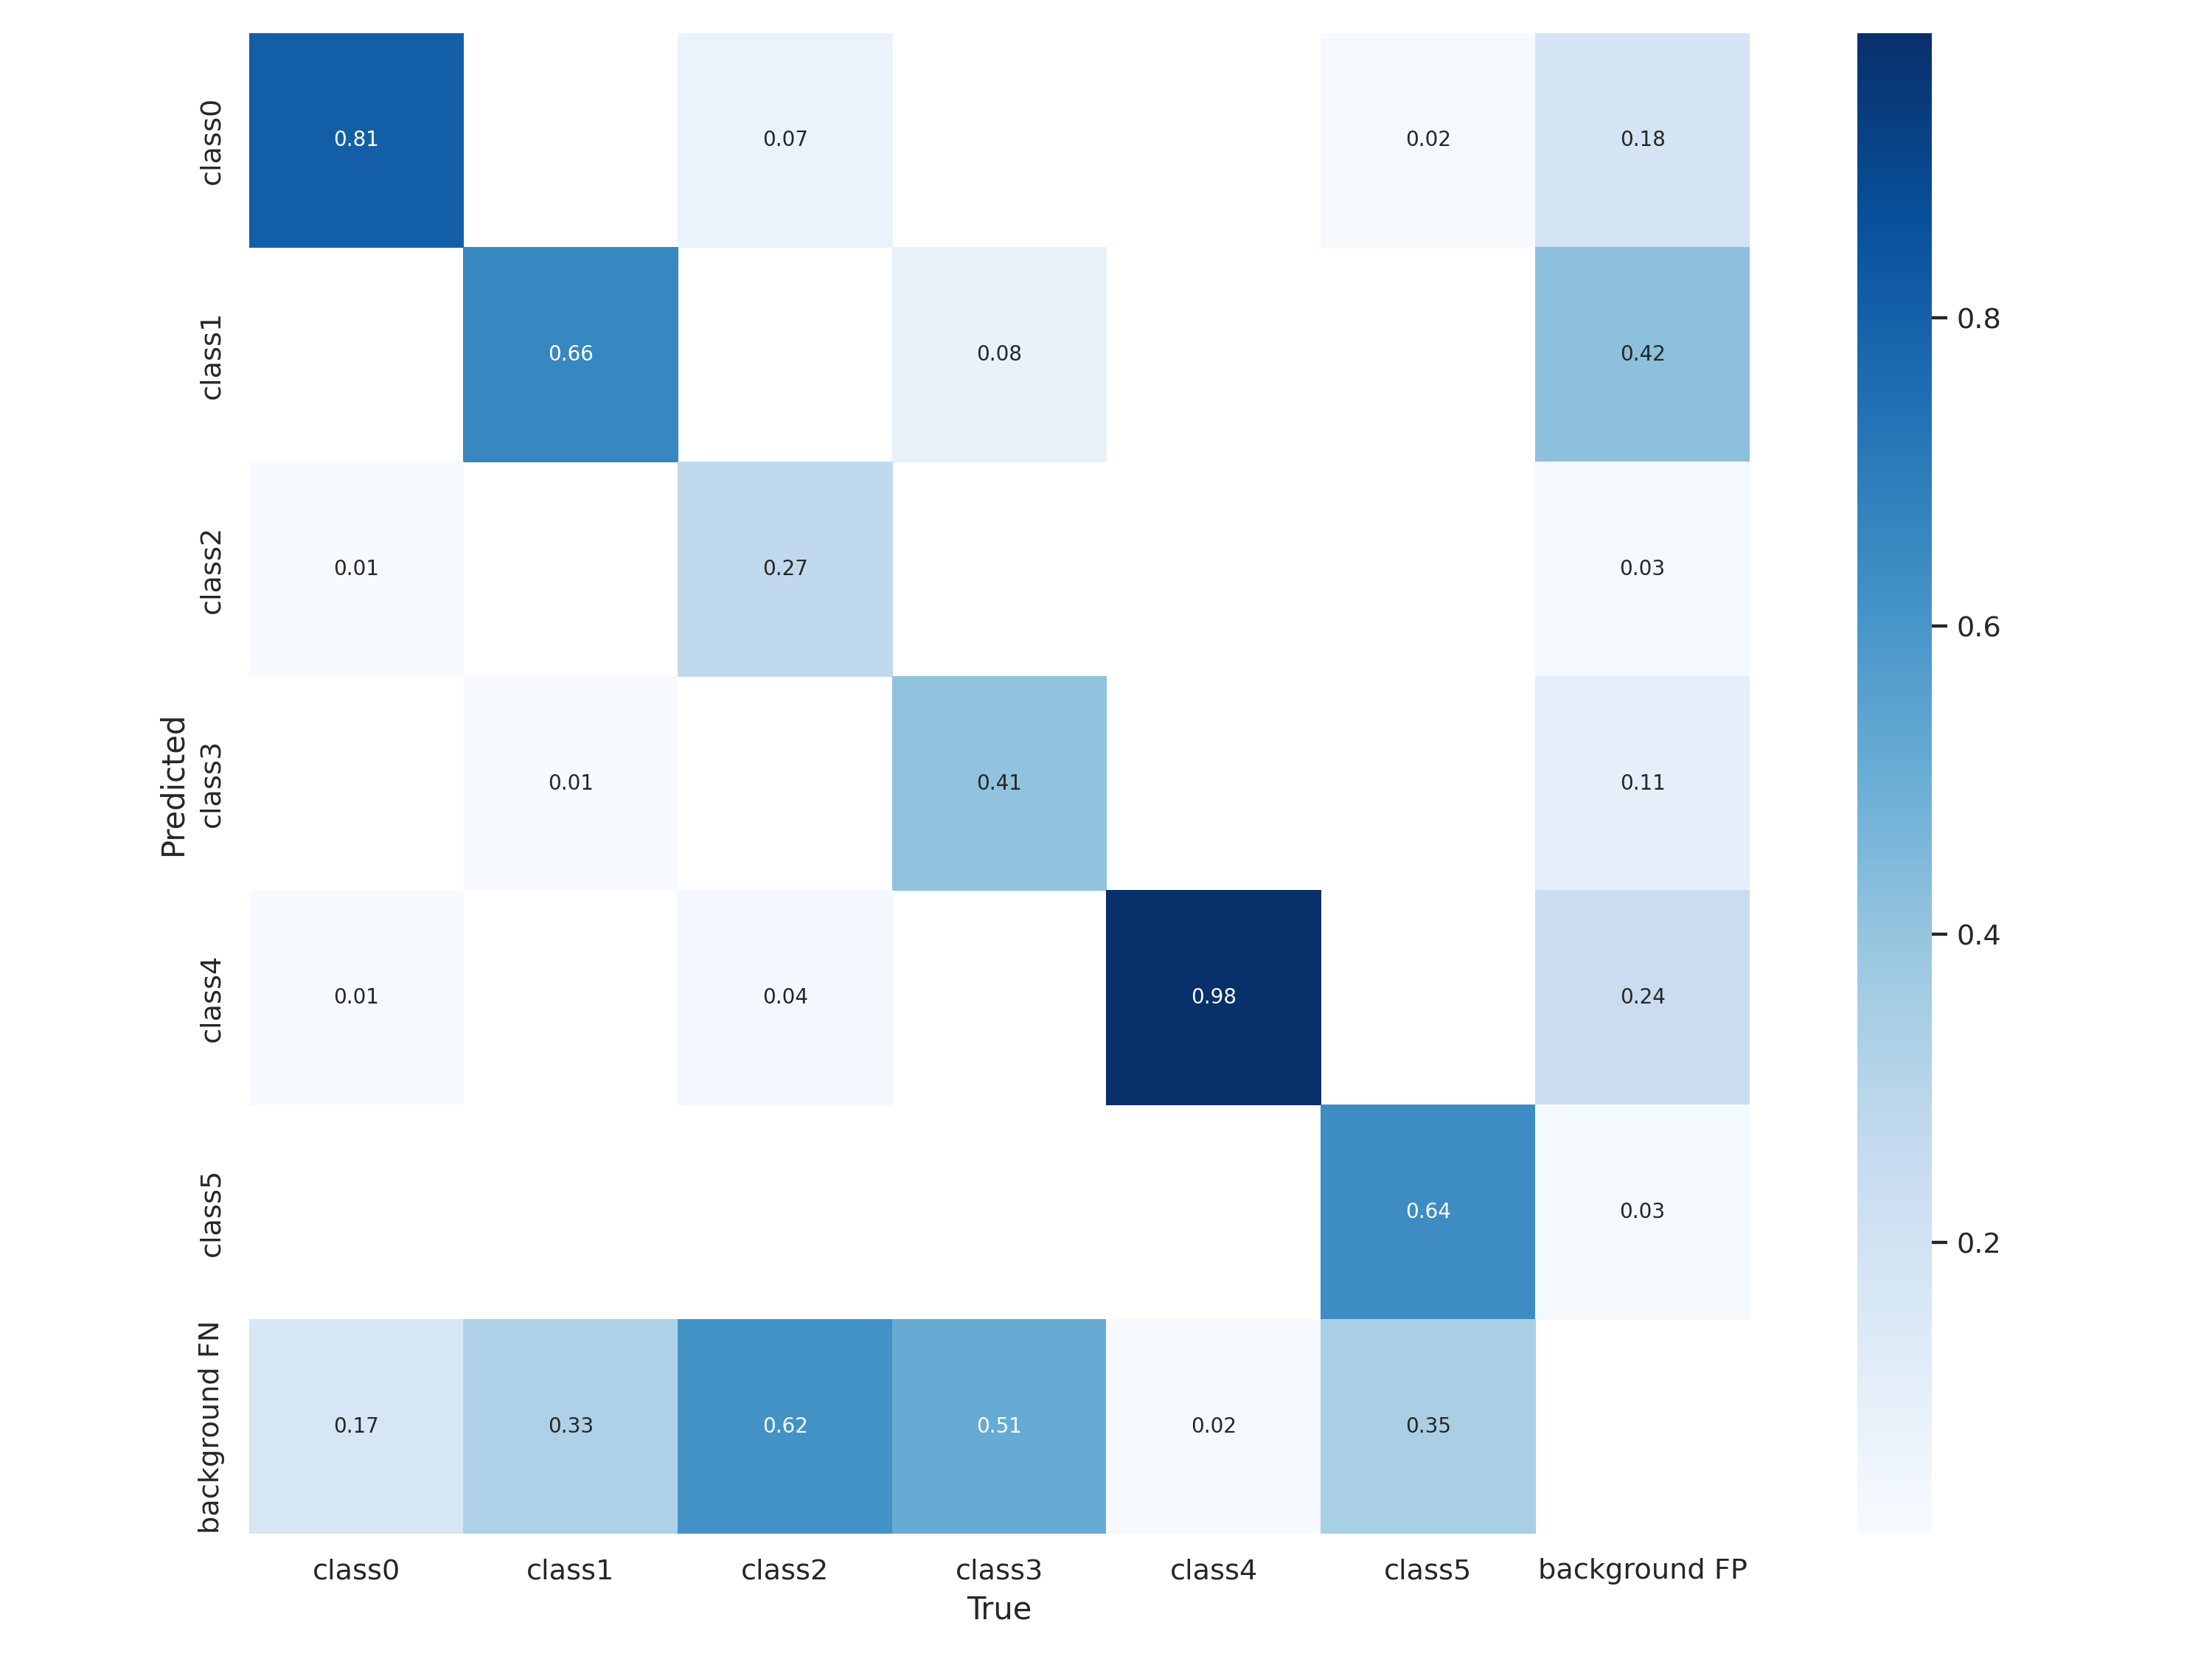 class0
0.81
0.07
0.02
0.18
class1
0.66
0.08
0.42
class2
0.01
0.27
0.03
class3
0.01
0.41
0.11
class4
0.01
0.04
0.98
0.24
class5
0.64
0.03
background FN
0.17
0.33
0.62
0.51
0.02
0.35
Predicted
class0
class1
class2
class3
class4
class5
background FP
True
0.8
0.6
0.4
0.2